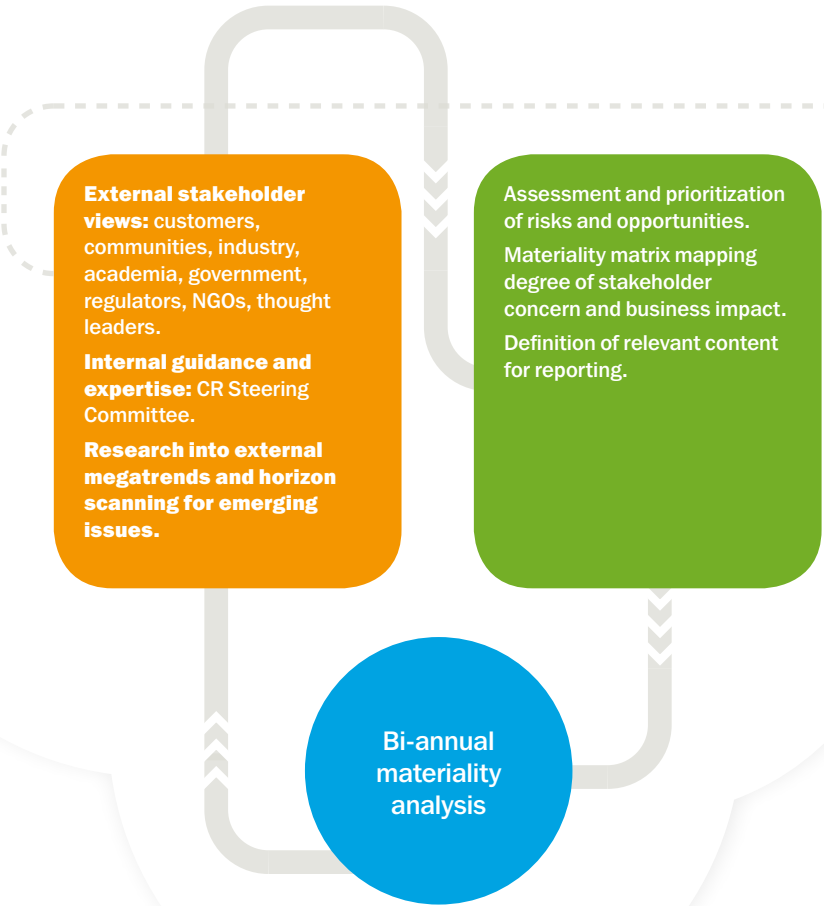 External stakeholder
views: customers,
communities, industry,
academia, government,
regulators, NGOs, thought
leaders.
Internal guidance and
expertise: CR Steering
Committee.
Research into external
megatrends and horizon
scanning for emerging
issues.
Assessment and prioritization
of risks and opportunities.
Materiality matrix mapping
degree of stakeholder
concern and business impact.
Definition of relevant content
for reporting.
Bi-annual
materiality
analysis